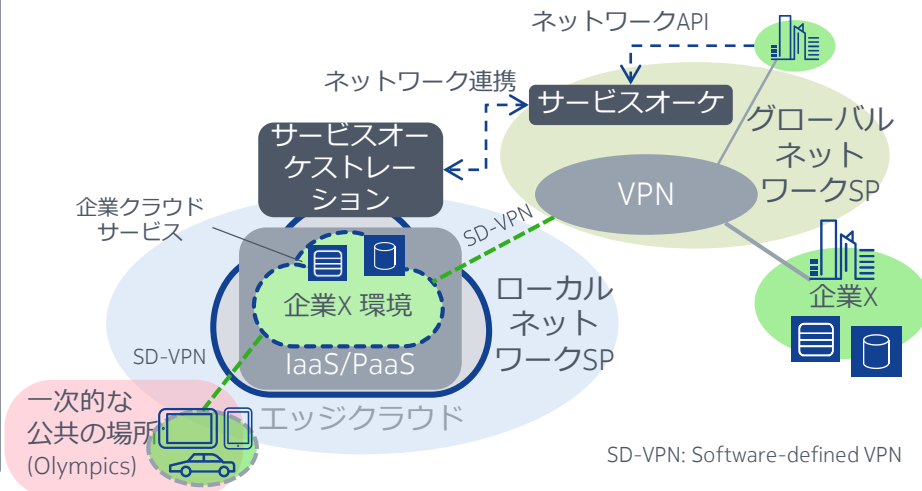 ネットワークAPI
ネットワーク連携
サービスオーケ
サービスオー
ケストレー
ション
グローバル
ネット
ワークSP
VPN
企業クラウド
サービス
SD-VPN
企業X 環境
ローカル
ネット
ワークSP
企業X
SD-VPN
IaaS/PaaS
エッジクラウド
一次的な
公共の場所
(Olympics)
SD-VPN: Software-defined VPN